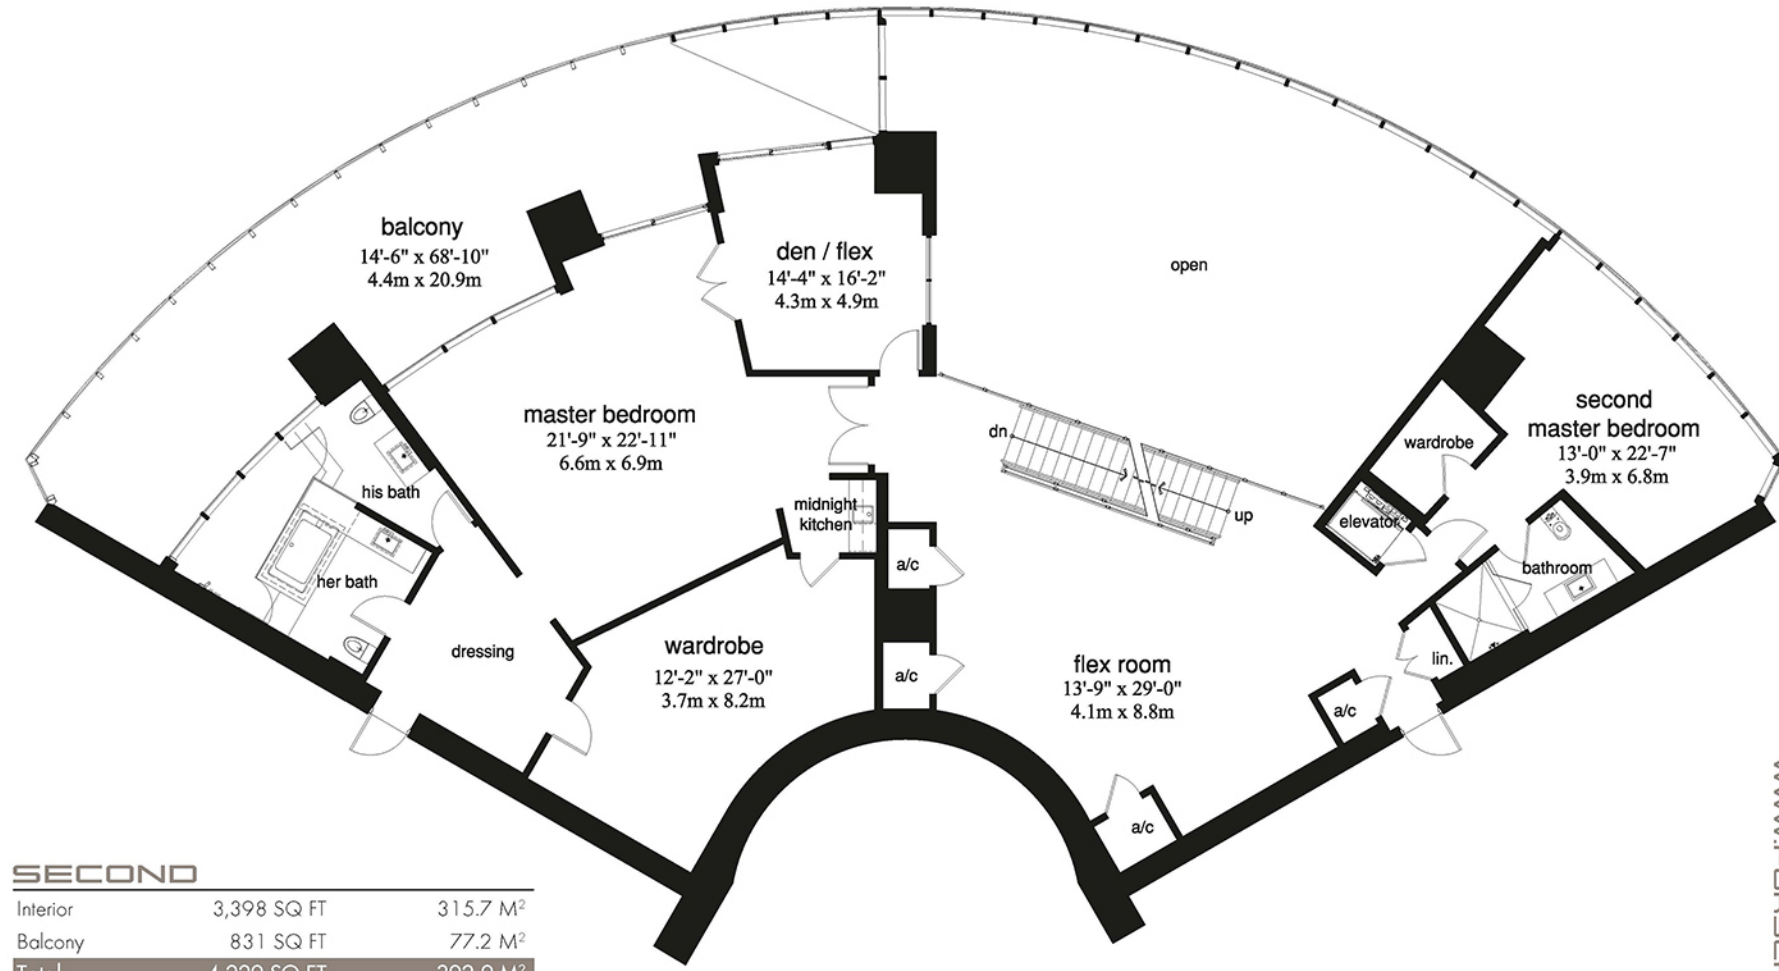 balcony
14'-6" x 68'-10"
4.4m x 20.9m
den / flex
14'-4" x 16'-2"
4.3m x 4.9m
open
master bedroom
21'-9" x 22'-11"
6.6m x 6.9m
dn
up
wardrobe
second
master bedroom
13'-0" x 22'-7"
3.9m x 6.8m
his bath
midnight
kitchen
elevator
a/c
bathroom
her bath
dressing
wardrobe
12'-2" x 27'-0"
3.7m x 8.2m
a/c
flex room
13'-9" x 29'-0"
4.1m x 8.8m
lin.
a/c
a/c
SECOND
Interior 3,398 SQ FT 315.7 M²
Balcony 831 SQ FT 77.2 M²